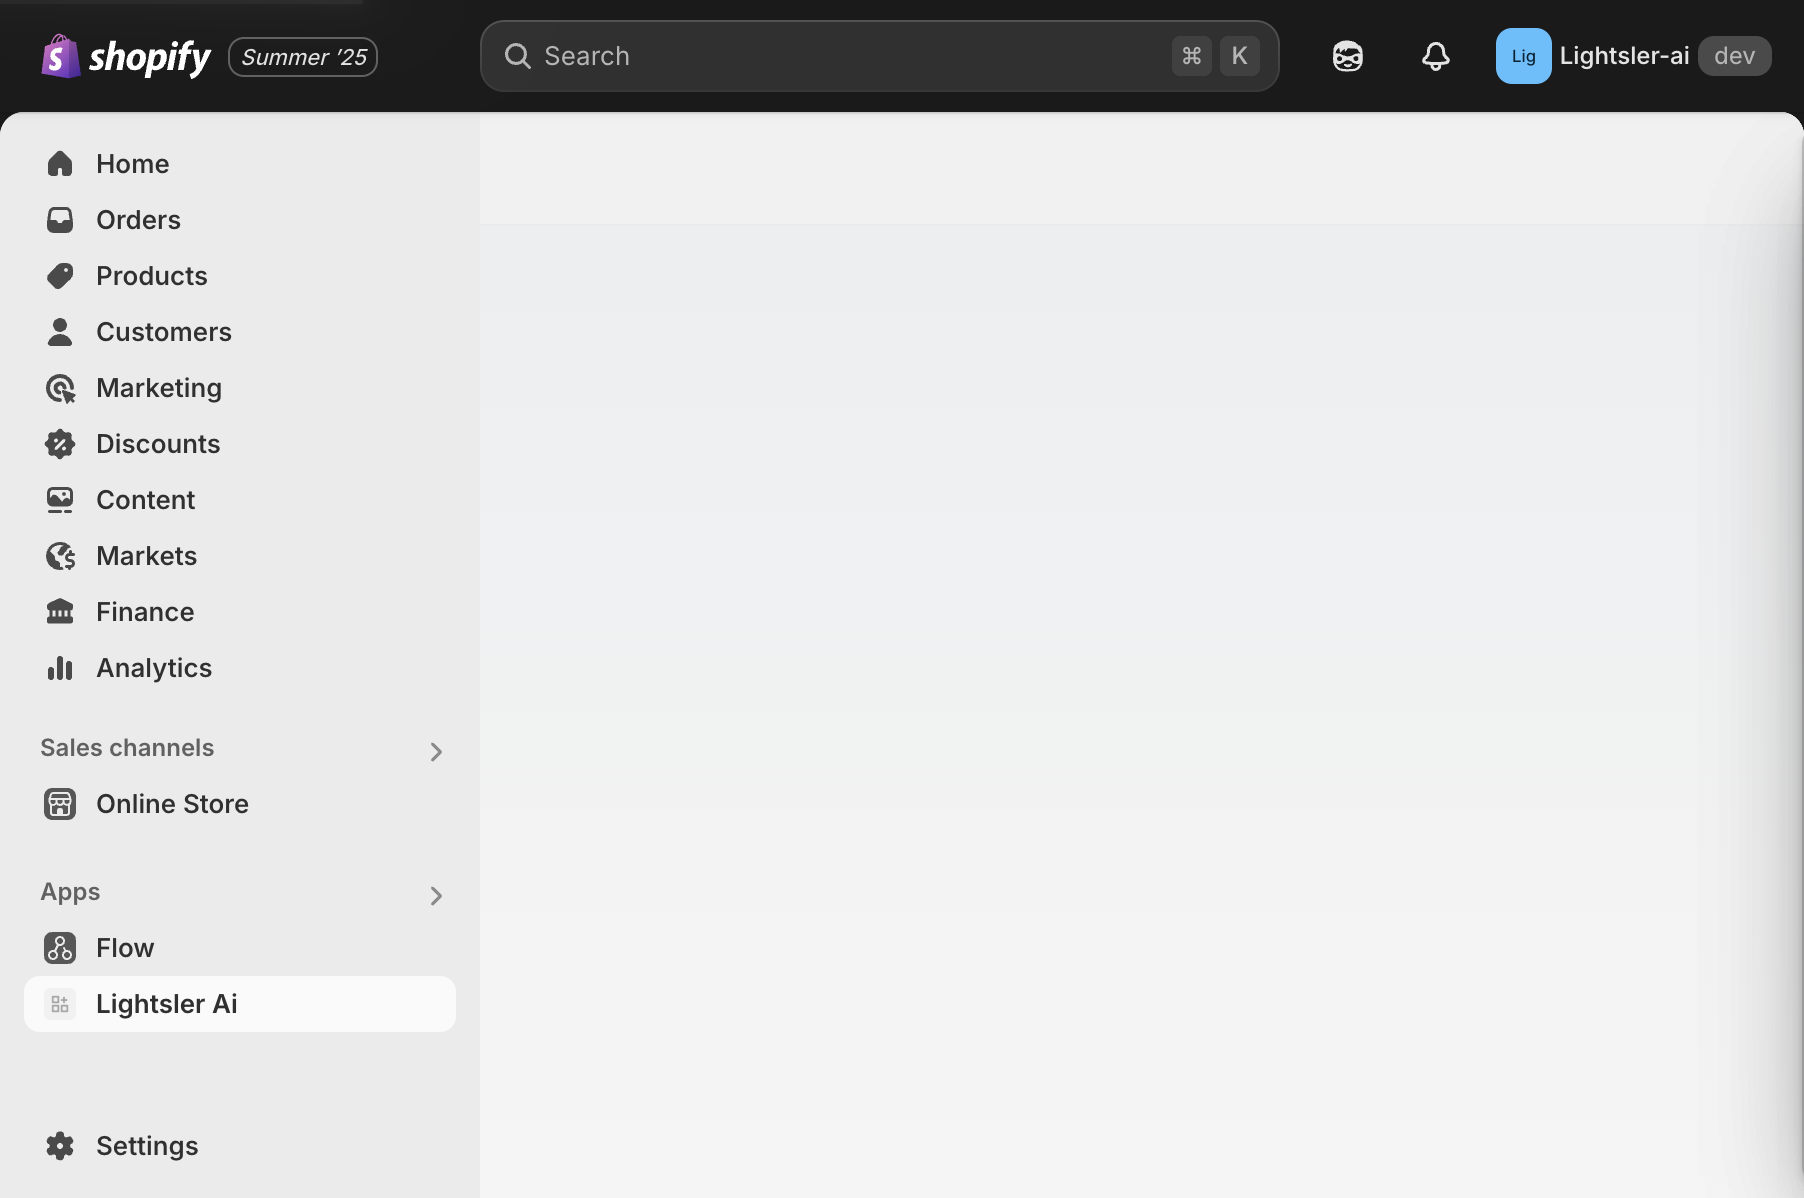 shopify Summer ’25
Search
⌘ K
Lig Lightsler-ai dev
Home
Orders
Products
Customers
Marketing
Discounts
Content
Markets
Finance
Analytics
Sales channels
Online Store
Apps
Flow
Lightsler Ai
Settings